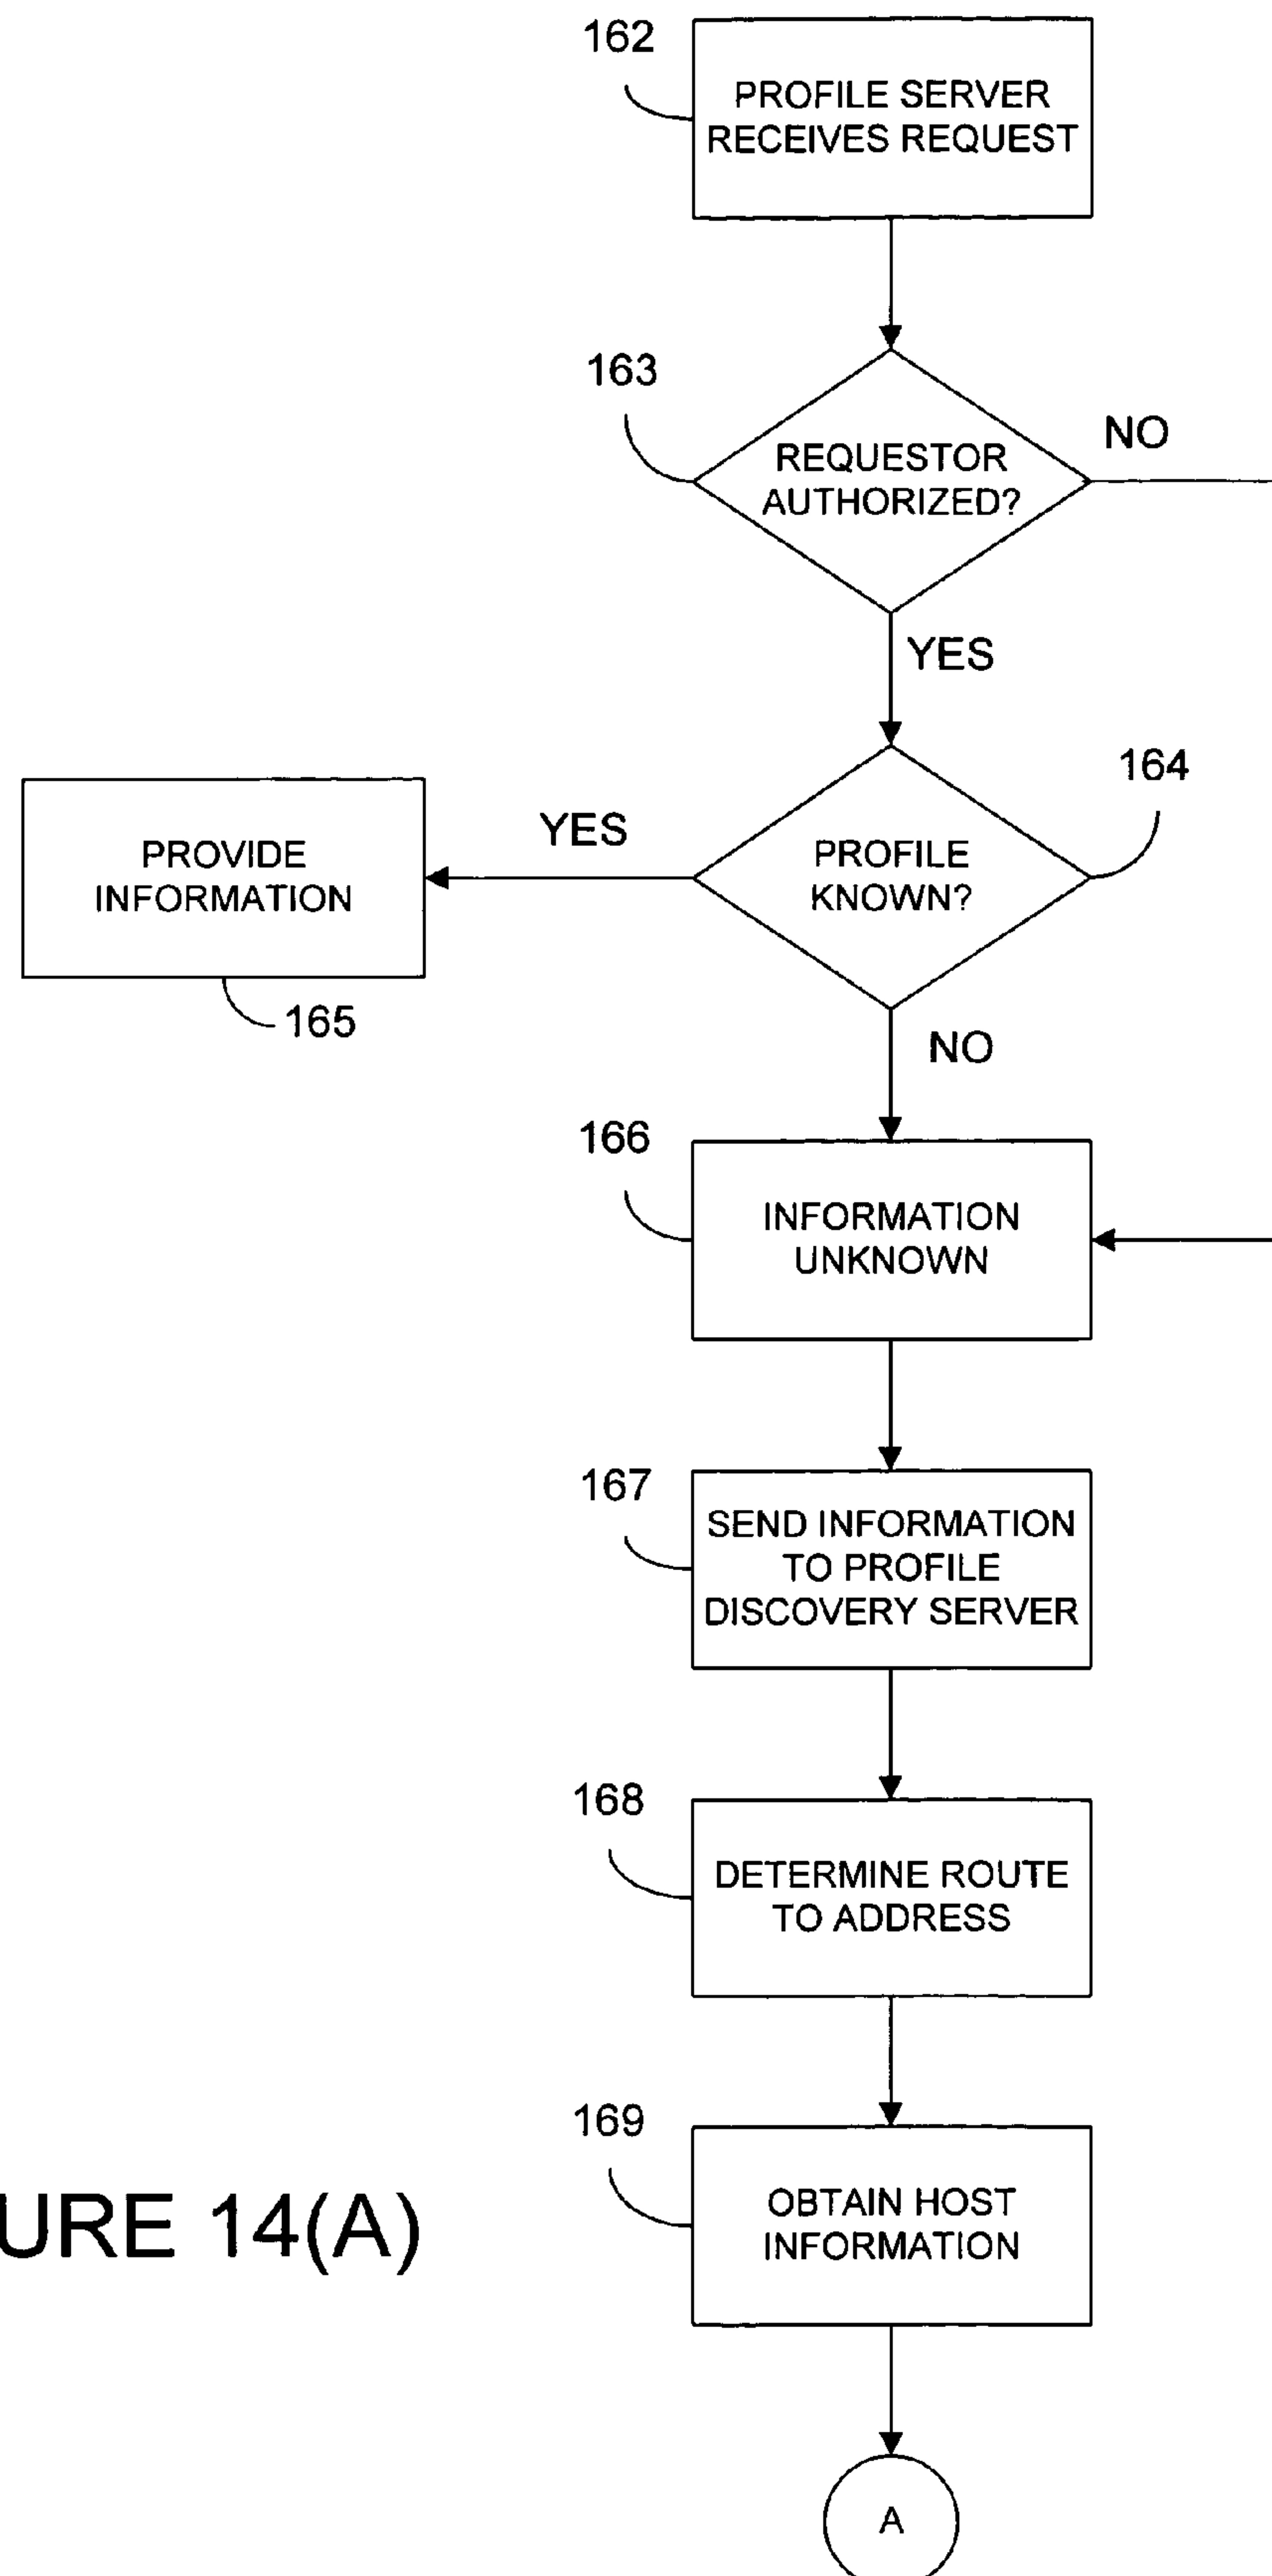 162
PROFILE SERVER
RECEIVES REQUEST
163
REQUESTOR
AUTHORIZED?
NO
YES
164
PROFILE
KNOWN?
YES
PROVIDE
INFORMATION
165
NO
166
INFORMATION
UNKNOWN
167
SEND INFORMATION
TO PROFILE
DISCOVERY SERVER
168
DETERMINE ROUTE
TO ADDRESS
169
OBTAIN HOST
INFORMATION
URE 14(A)
A